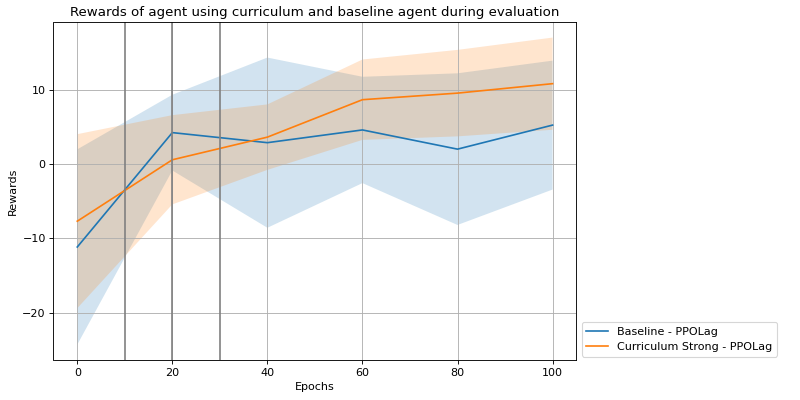 Rewards of agent using curriculum and baseline agent during evaluation
Rewards
10
0
−10
−20
0 20 40 60 80 100
Epochs
Baseline - PPOLag
Curriculum Strong - PPOLag